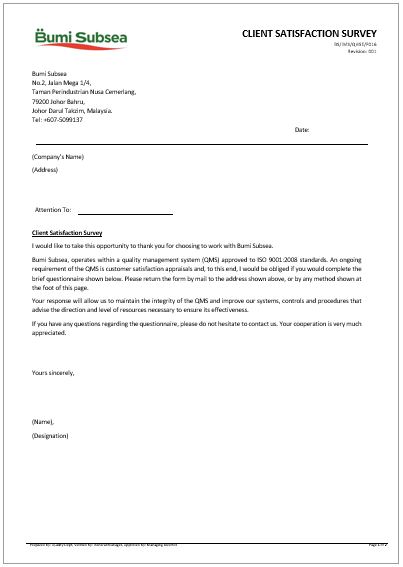 Bumi Subsea
CLIENT SATISFACTION SURVEY
BS/IMS/QHSE/F016
Revision: 001
Bumi Subsea
No.2, Jalan Mega 1/4,
Taman Perindustrian Nusa Cemerlang,
79200 Johor Bahru,
Johor Darul Takzim, Malaysia.
Tel: +607-5099137
Date:
(Company's Name)
(Address)
Attention To:
Client Satisfaction Survey
I would like to take this opportunity to thank you for choosing to work with Bumi Subsea.
Bumi Subsea, operates within a quality management system (QMS) approved to ISO 9001:2008 standards. An ongoing
requirement of the QMS is customer satisfaction appraisals and, to this end, I would be obliged if you would complete the
brief questionnaire shown below. Please return the form by mail to the address shown above, or by any method shown at
the foot of this page.
Your response will allow us to maintain the integrity of the QMS and improve our systems, controls and procedures that
advise the direction and level of resources necessary to ensure its effectiveness.
If you have any questions regarding the questionnaire, please do not hesitate to contact us. Your cooperation is very much
appreciated.
Yours sincerely,
(Name),
(Designation)